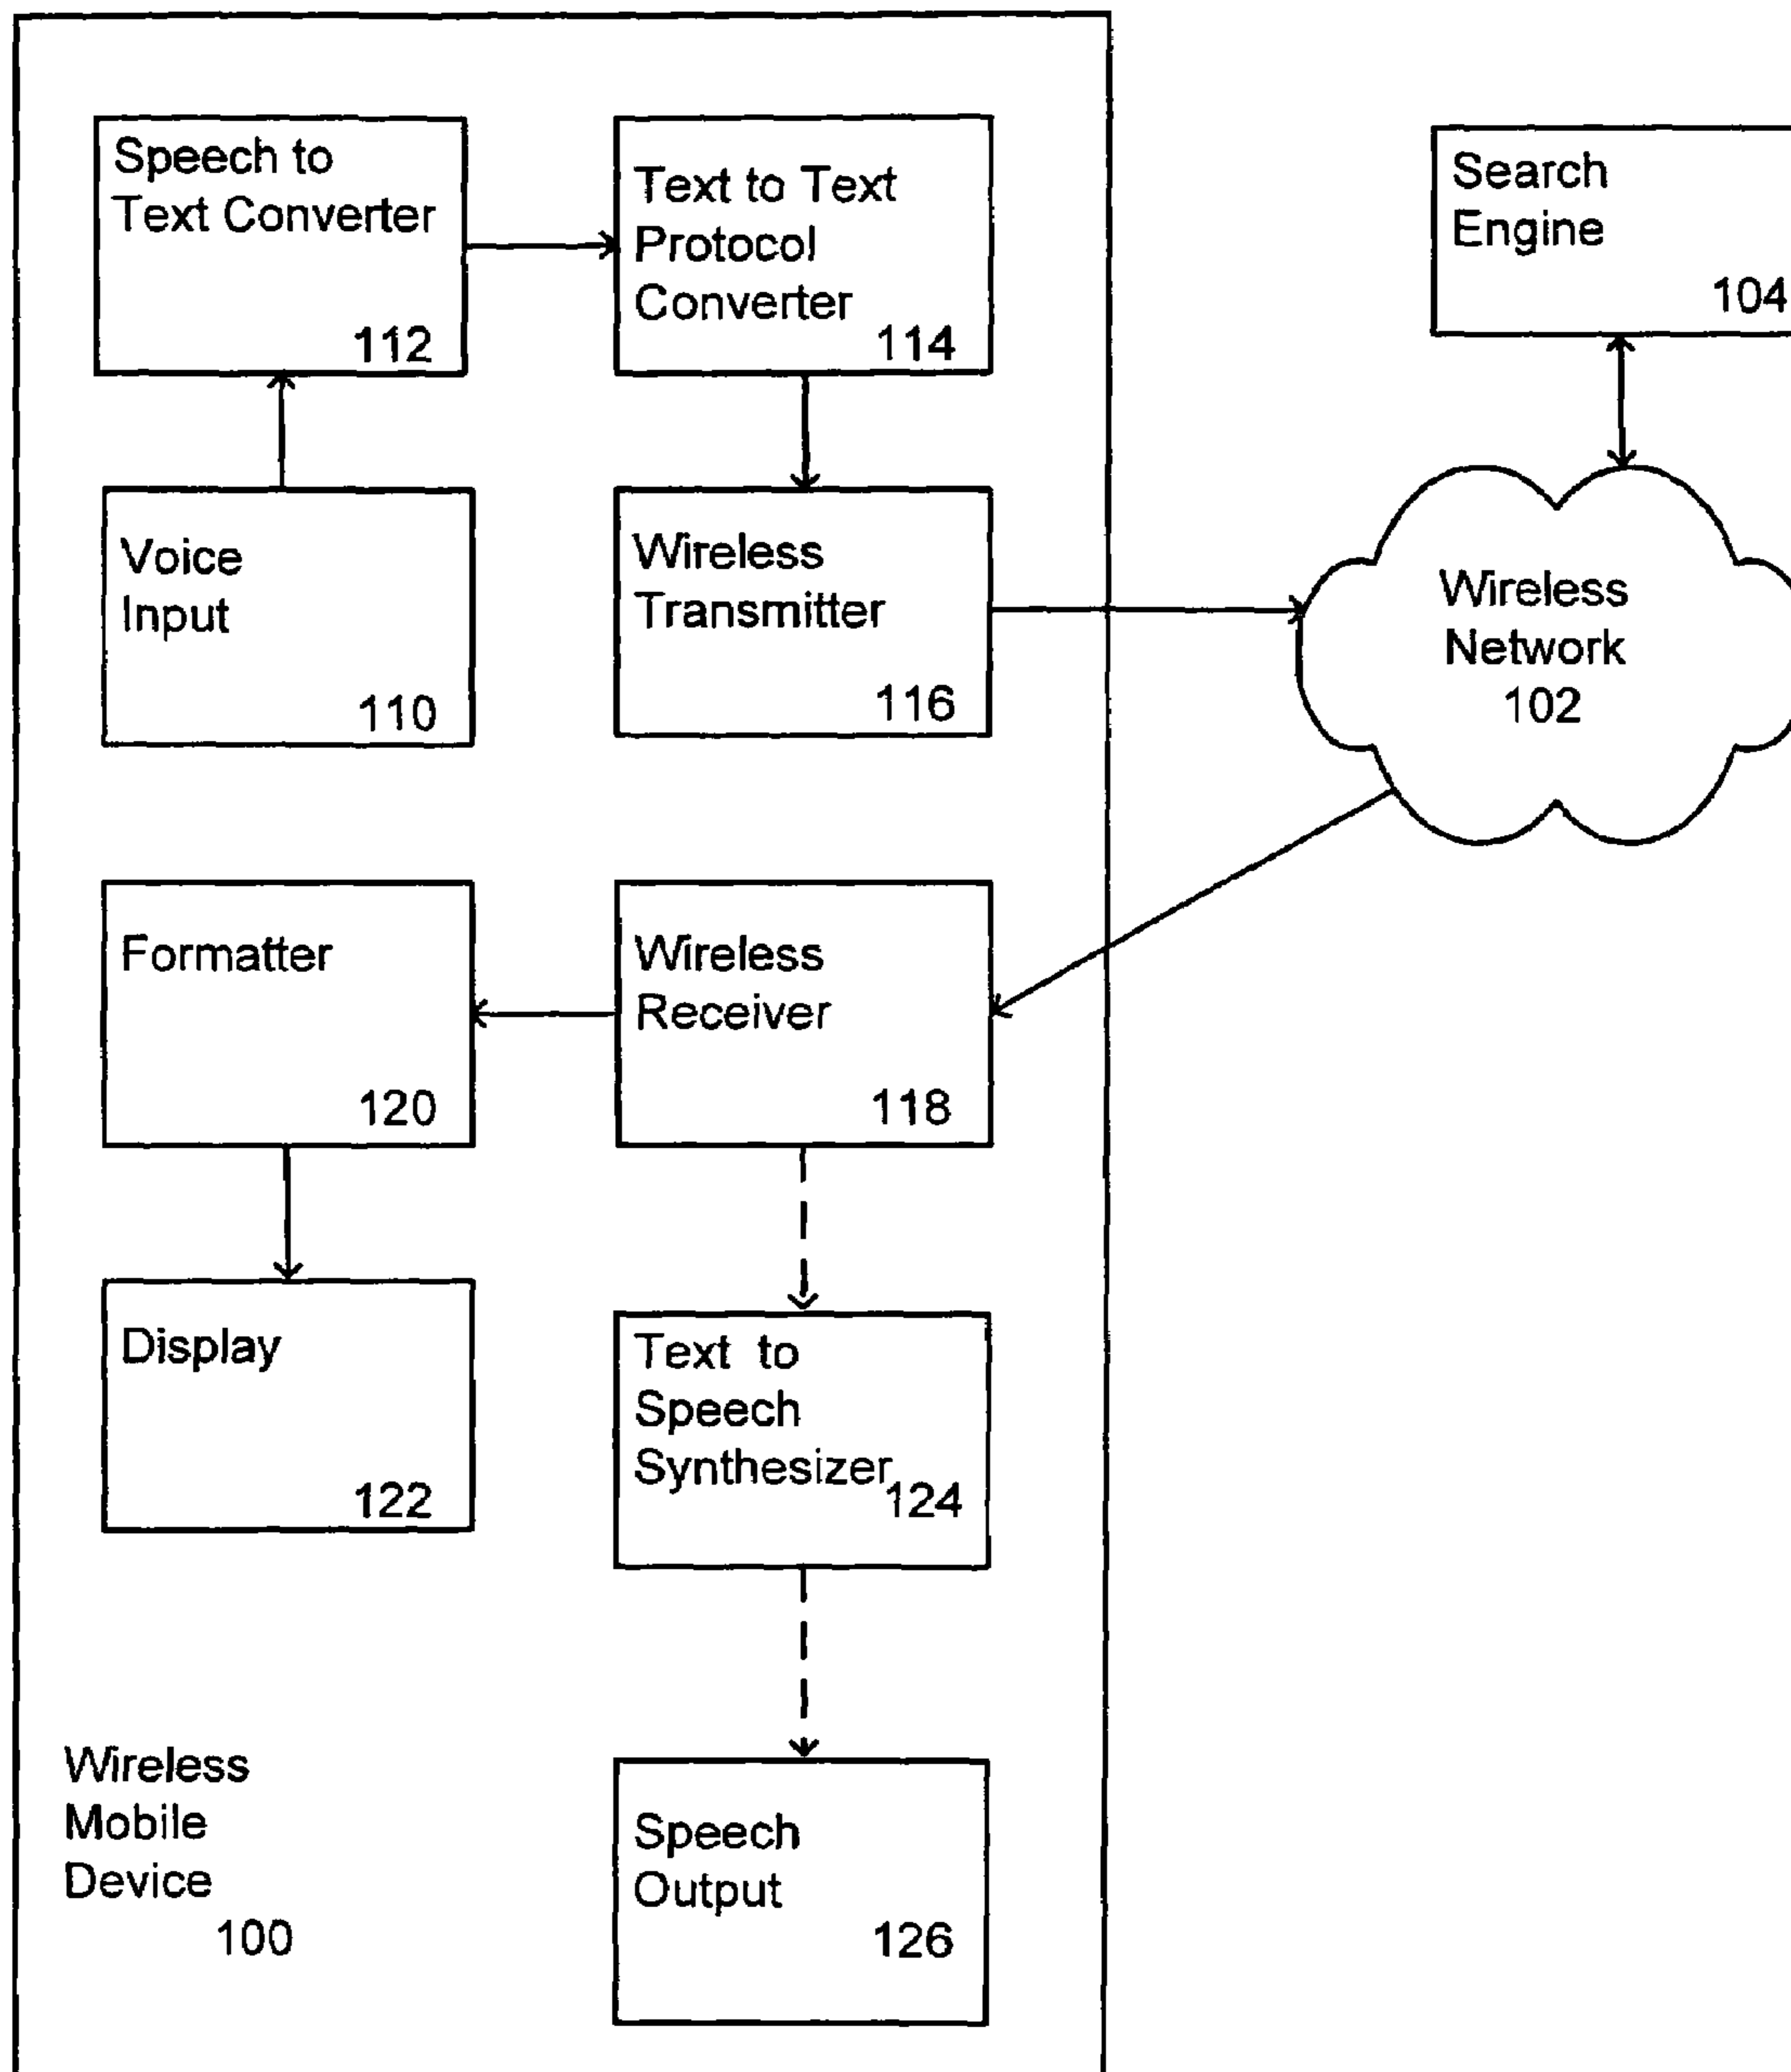 Speech to
Text Converter
112
Text to Text
Protocol
Converter
114
Search
Engine
104
Voice
Input
110
Wireless
Transmitter
116
Wireless
Network
102
Formatter
120
Wireless
Receiver
118
Display
122
Text to
Speech
Synthesizer
124
Wireless
Mobile
Device
100
Speech
Output
126